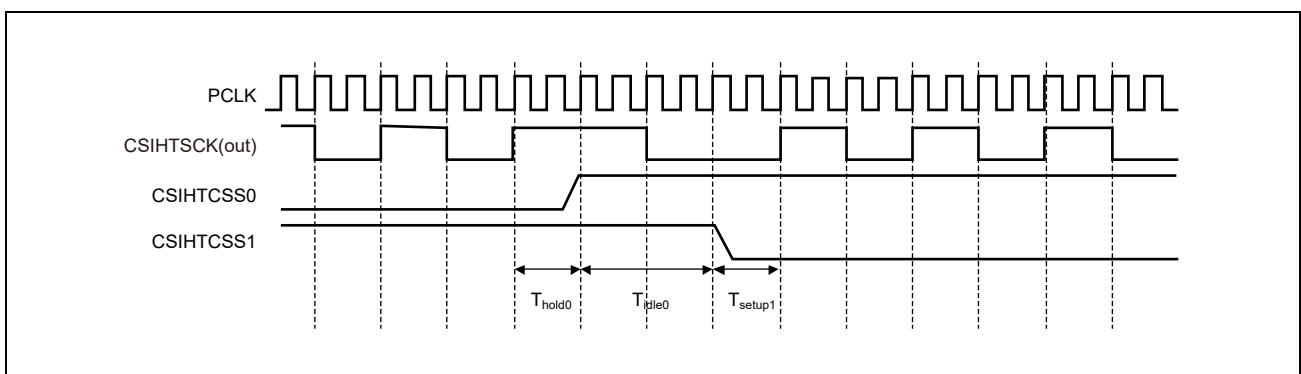 PCLK
CSIHTSCK(out)
CSIHTCSS0
CSIHTCSS1
Thold0 Tidle0 Tsetup1